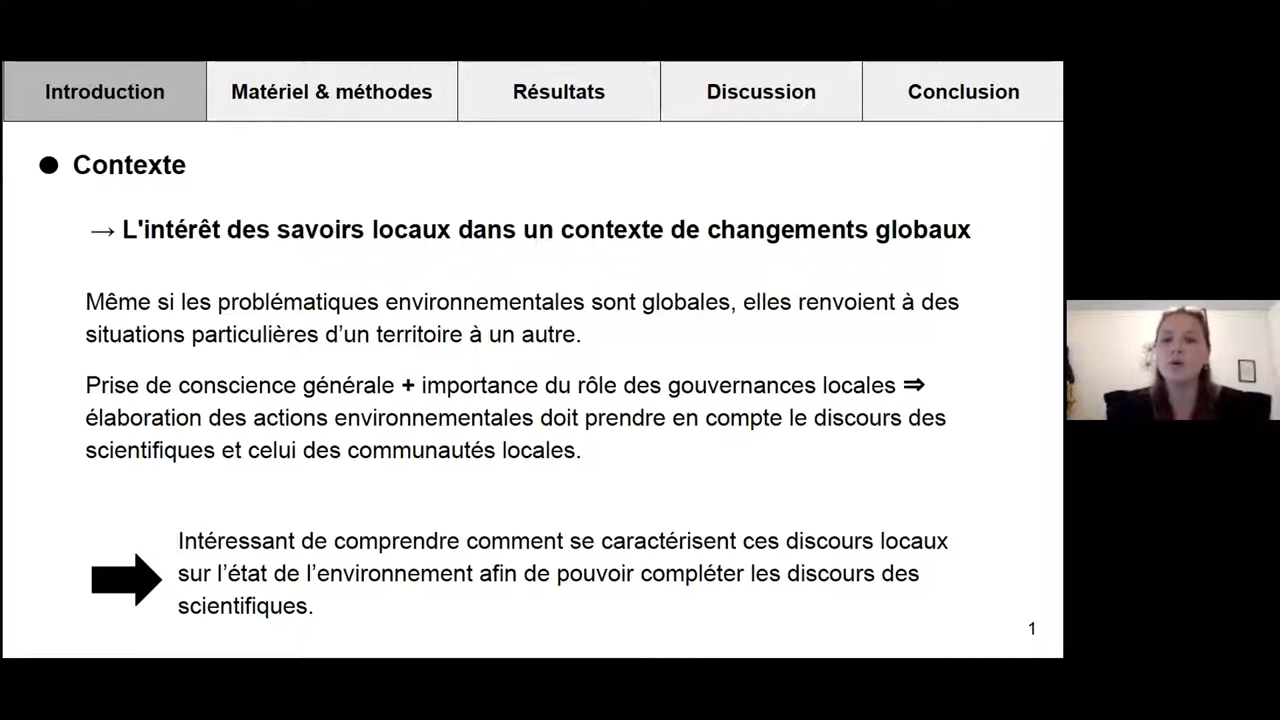 Introduction
Matériel & méthodes
Résultats
Discussion
Conclusion
● Contexte
→ L'intérêt des savoirs locaux dans un contexte de changements globaux
Même si les problématiques environnementales sont globales, elles renvoient à des
situations particulières d’un territoire à un autre.
Prise de conscience générale + importance du rôle des gouvernances locales ⇒
élaboration des actions environnementales doit prendre en compte le discours des
scientifiques et celui des communautés locales.
Intéressant de comprendre comment se caractérisent ces discours locaux
sur l’état de l’environnement afin de pouvoir compléter les discours des
scientifiques.
1